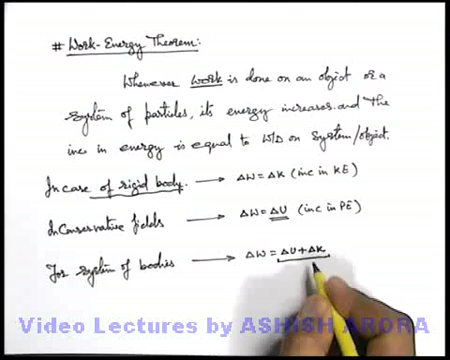 # Work-Energy Theorem:
Whenever work is done on an object or a
system of particles, its energy increases and the
inc in energy is equal to W/D on system/object.
In case of rigid body. → ΔW = ΔK (inc in KE)
In Conservative fields → ΔW = ΔU (inc in PE)
For system of bodies → ΔW = ΔU + ΔK
Video Lectures by ASHISH ARORA